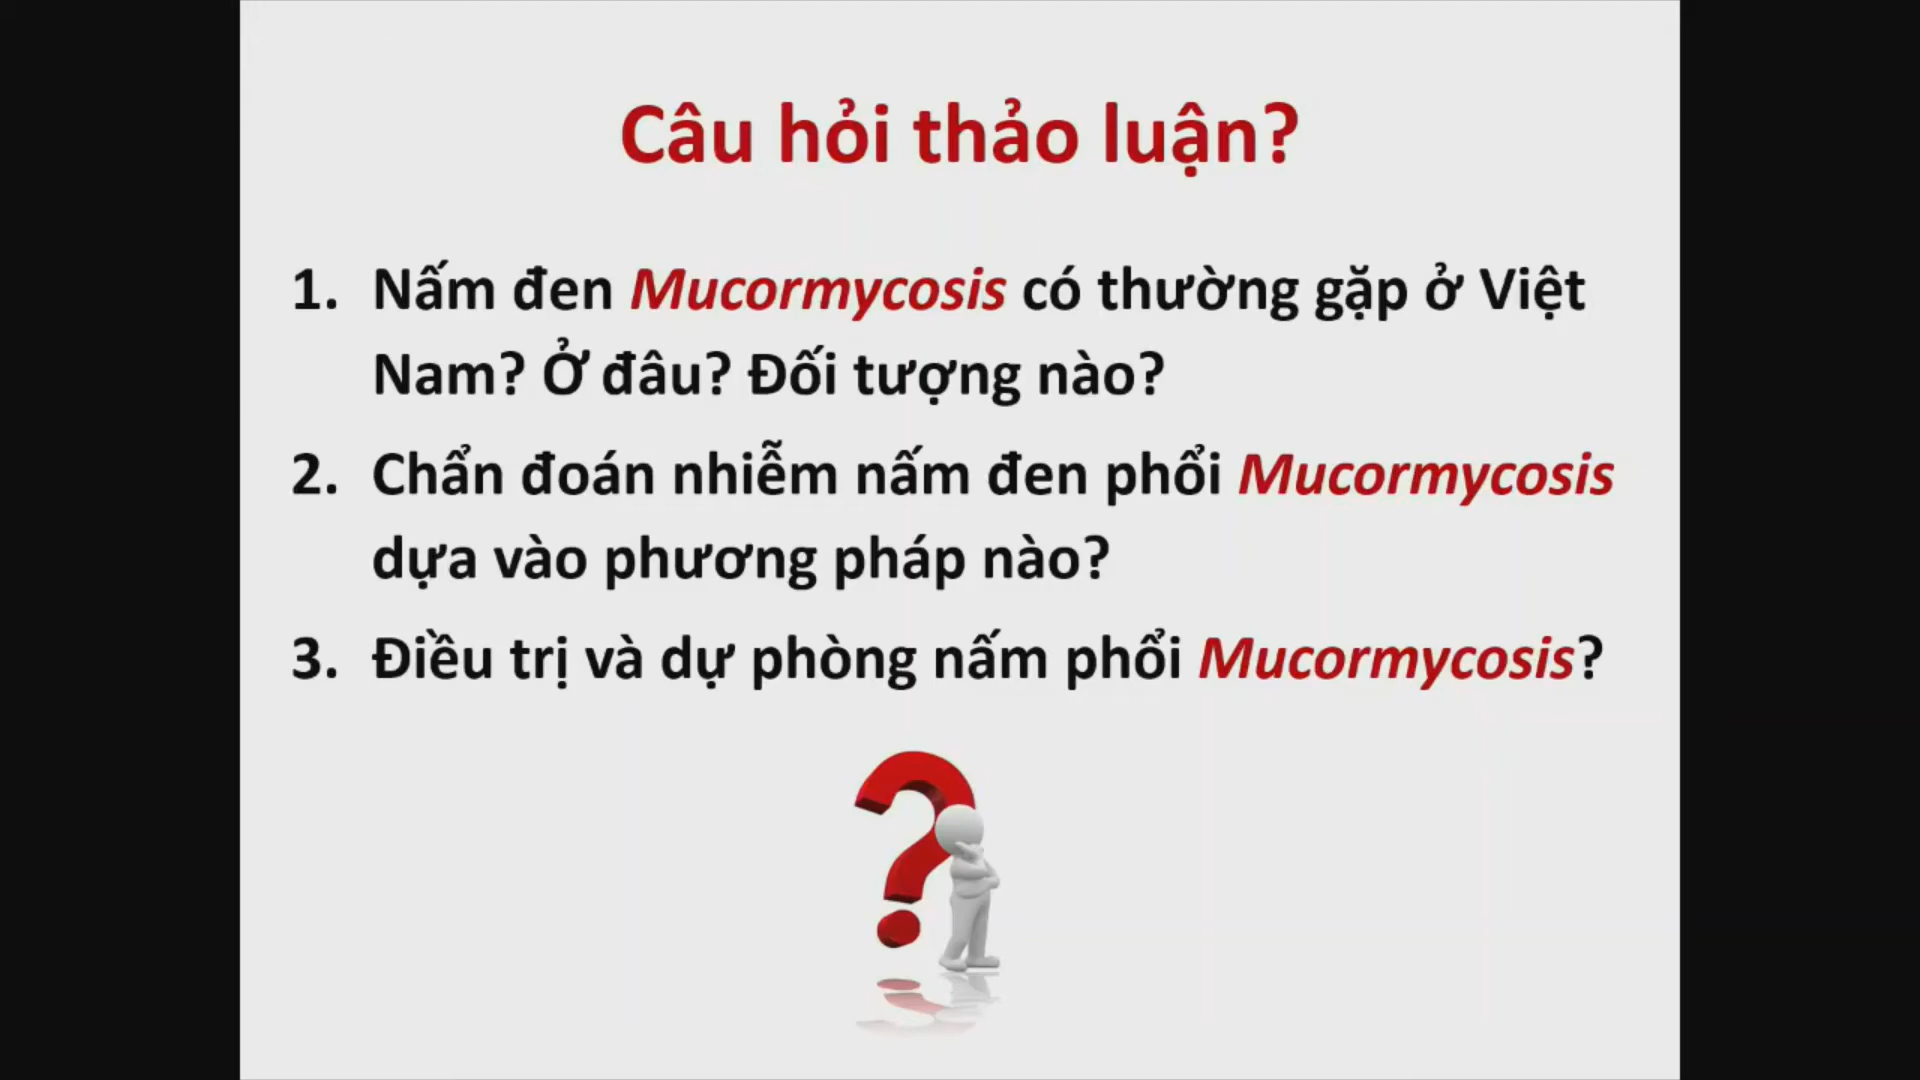 Câu hỏi thảo luận?
1. Nấm đen Mucormycosis có thường gặp ở Việt
Nam? Ở đâu? Đối tượng nào?
2. Chẩn đoán nhiễm nấm đen phổi Mucormycosis
dựa vào phương pháp nào?
3. Điều trị và dự phòng nấm phổi Mucormycosis?